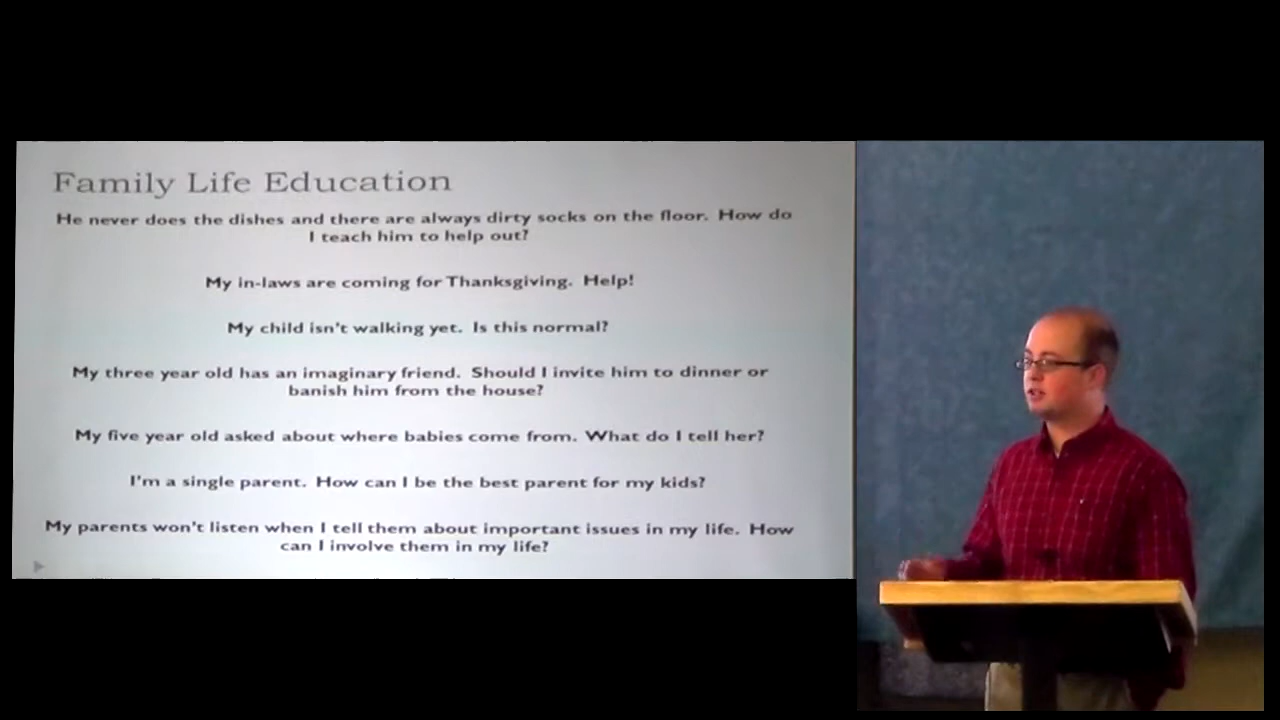 Family Life Education
He never does the dishes and there are always dirty socks on the floor. How do
I teach him to help out?
My in-laws are coming for Thanksgiving. Help!
My child isn't walking yet. Is this normal?
My three year old has an imaginary friend. Should I invite him to dinner or
banish him from the house?
My five year old asked about where babies come from. What do I tell her?
I'm a single parent. How can I be the best parent for my kids?
My parents won't listen when I tell them about important issues in my life. How
can I involve them in my life?